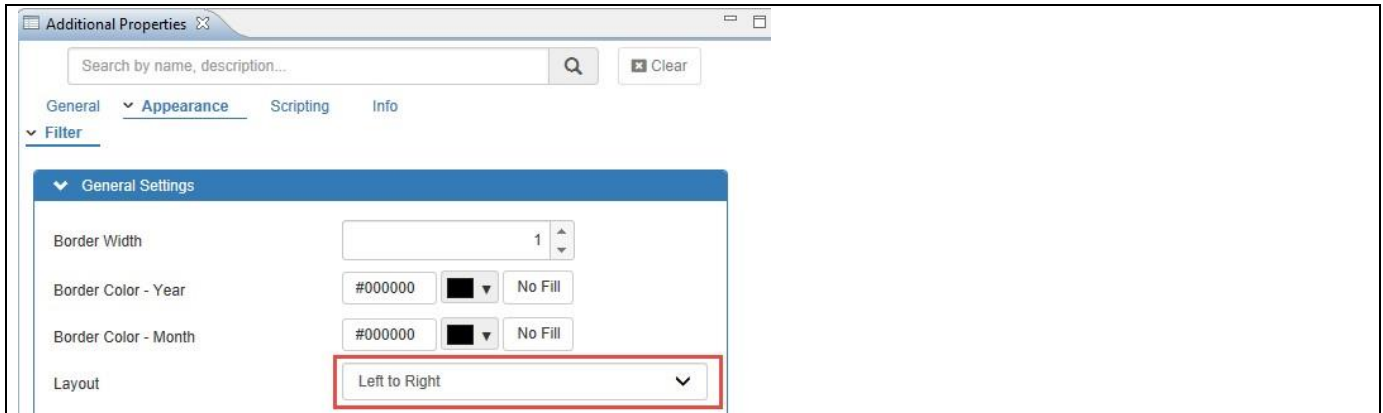 Additional Properties
Search by name, description...
Clear
General Appearance Scripting Info
Filter
General Settings
Border Width 1
Border Color - Year #000000 No Fill
Border Color - Month #000000 No Fill
Layout Left to Right